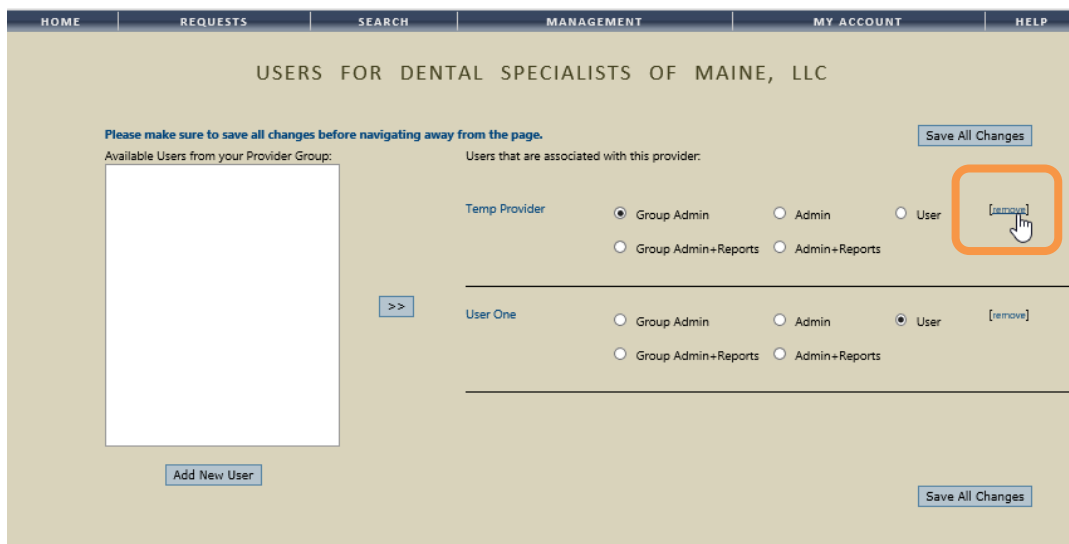 HOME REQUESTS SEARCH MANAGEMENT MY ACCOUNT HELP
USERS FOR DENTAL SPECIALISTS OF MAINE, LLC
Please make sure to save all changes before navigating away from the page.
Save All Changes
Available Users from your Provider Group:
Users that are associated with this provider:
Temp Provider
Group Admin Admin User [remove]
Group Admin+Reports Admin+Reports
>>
User One
Group Admin Admin User [remove]
Group Admin+Reports Admin+Reports
Add New User
Save All Changes